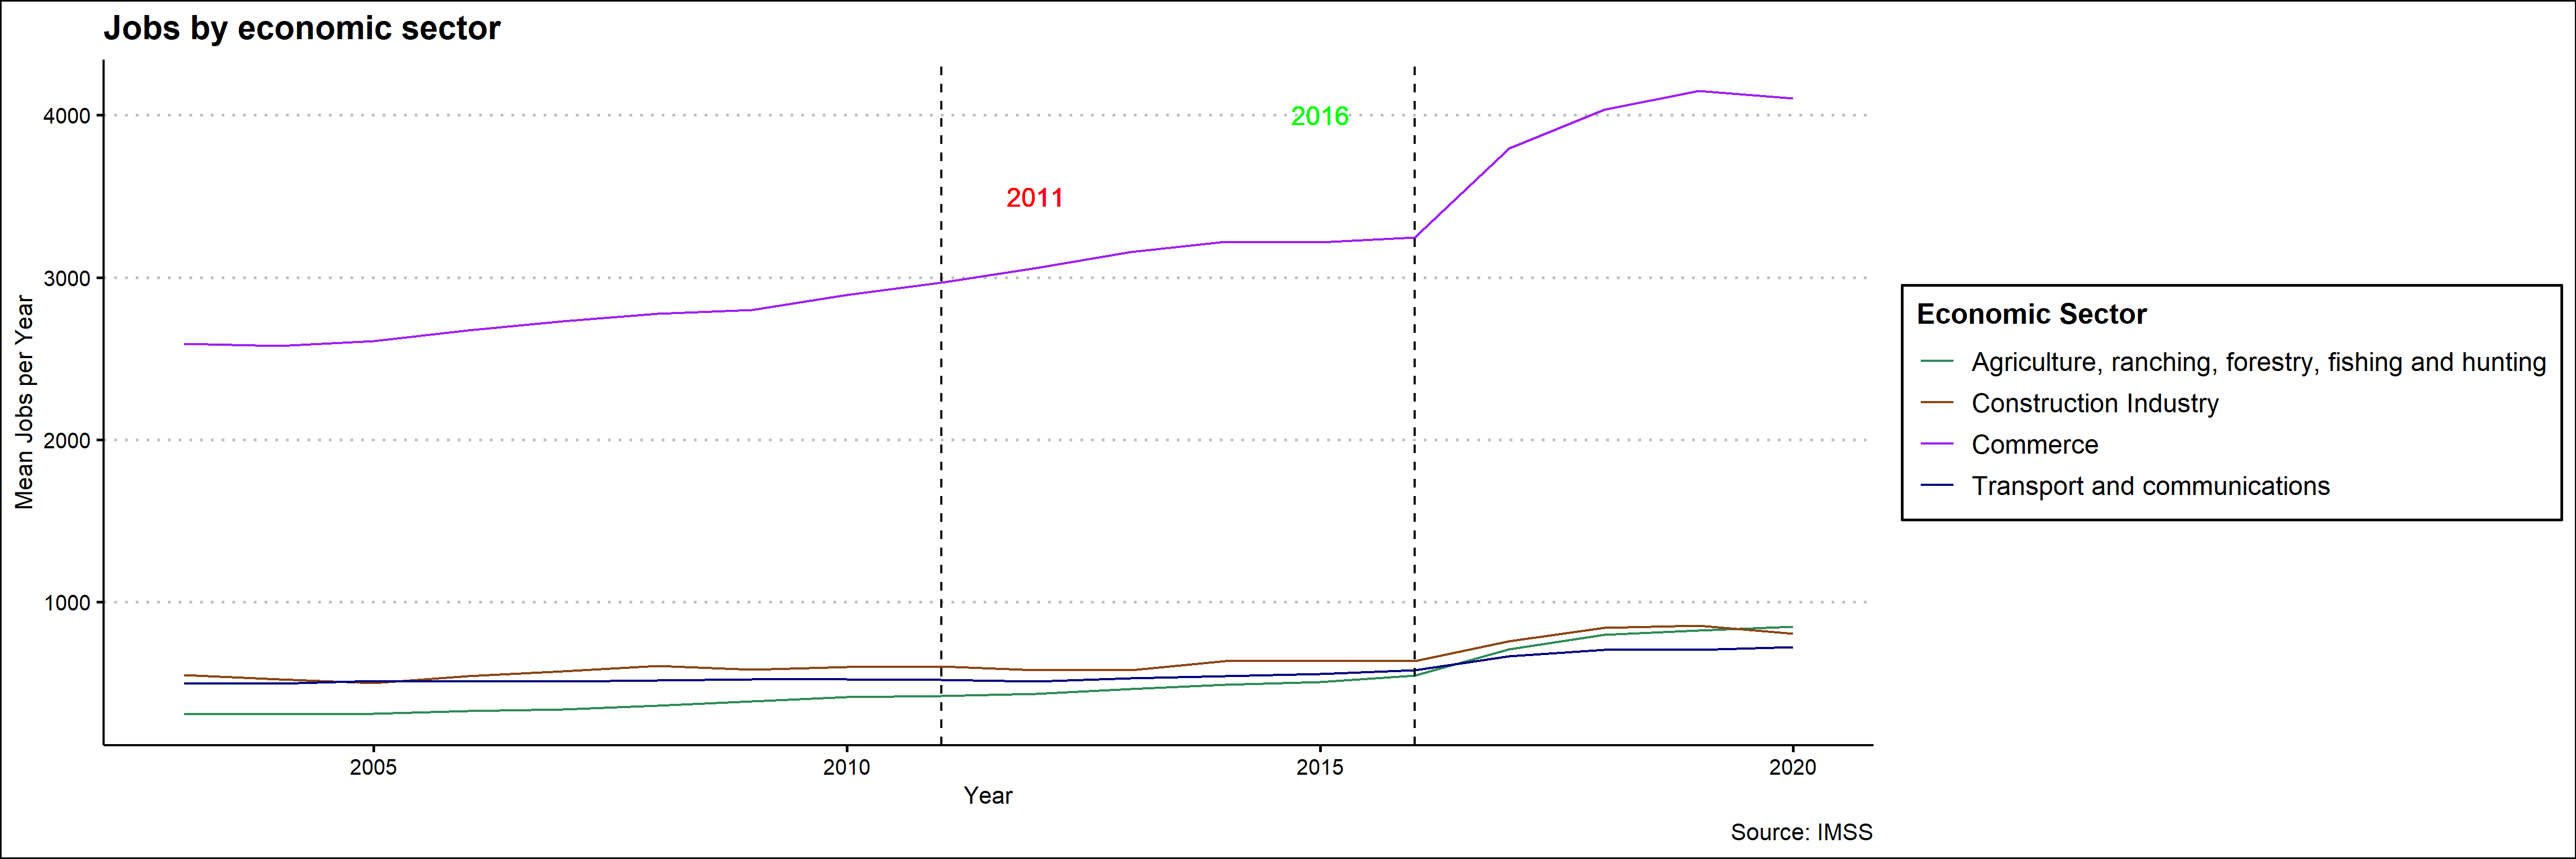 Jobs by economic sector
4000
3000
2000
1000
Mean Jobs per Year
2016
2011
2005
2010
2015
2020
Year
Economic Sector
Agriculture, ranching, forestry, fishing and hunting
Construction Industry
Commerce
Transport and communications
Source: IMSS